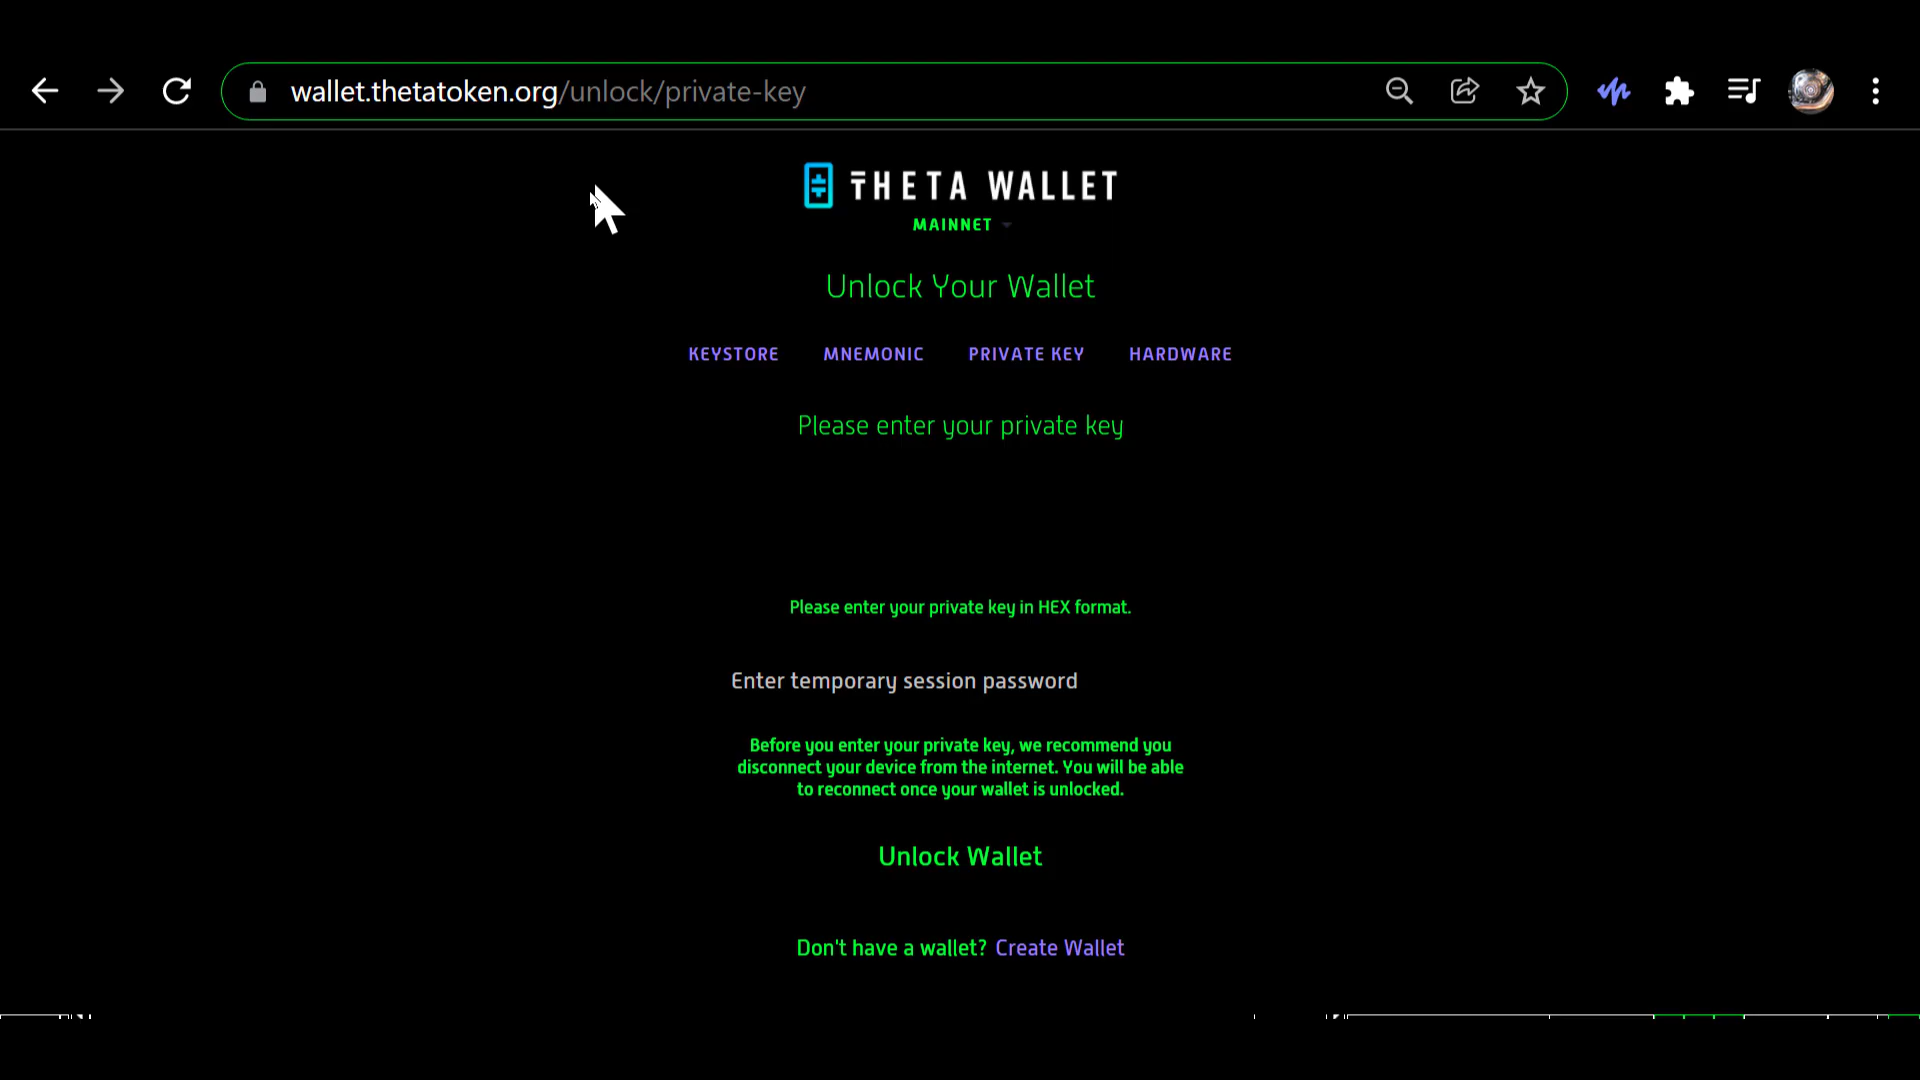 wallet.thetatoken.org/unlock/private-key
THETA WALLET
MAINNET
Unlock Your Wallet
KEYSTORE MNEMONIC PRIVATE KEY HARDWARE
Please enter your private key
Please enter your private key in HEX format.
Enter temporary session password
Before you enter your private key, we recommend you
disconnect your device from the internet. You will be able
to reconnect once your wallet is unlocked.
Unlock Wallet
Don't have a wallet? Create Wallet